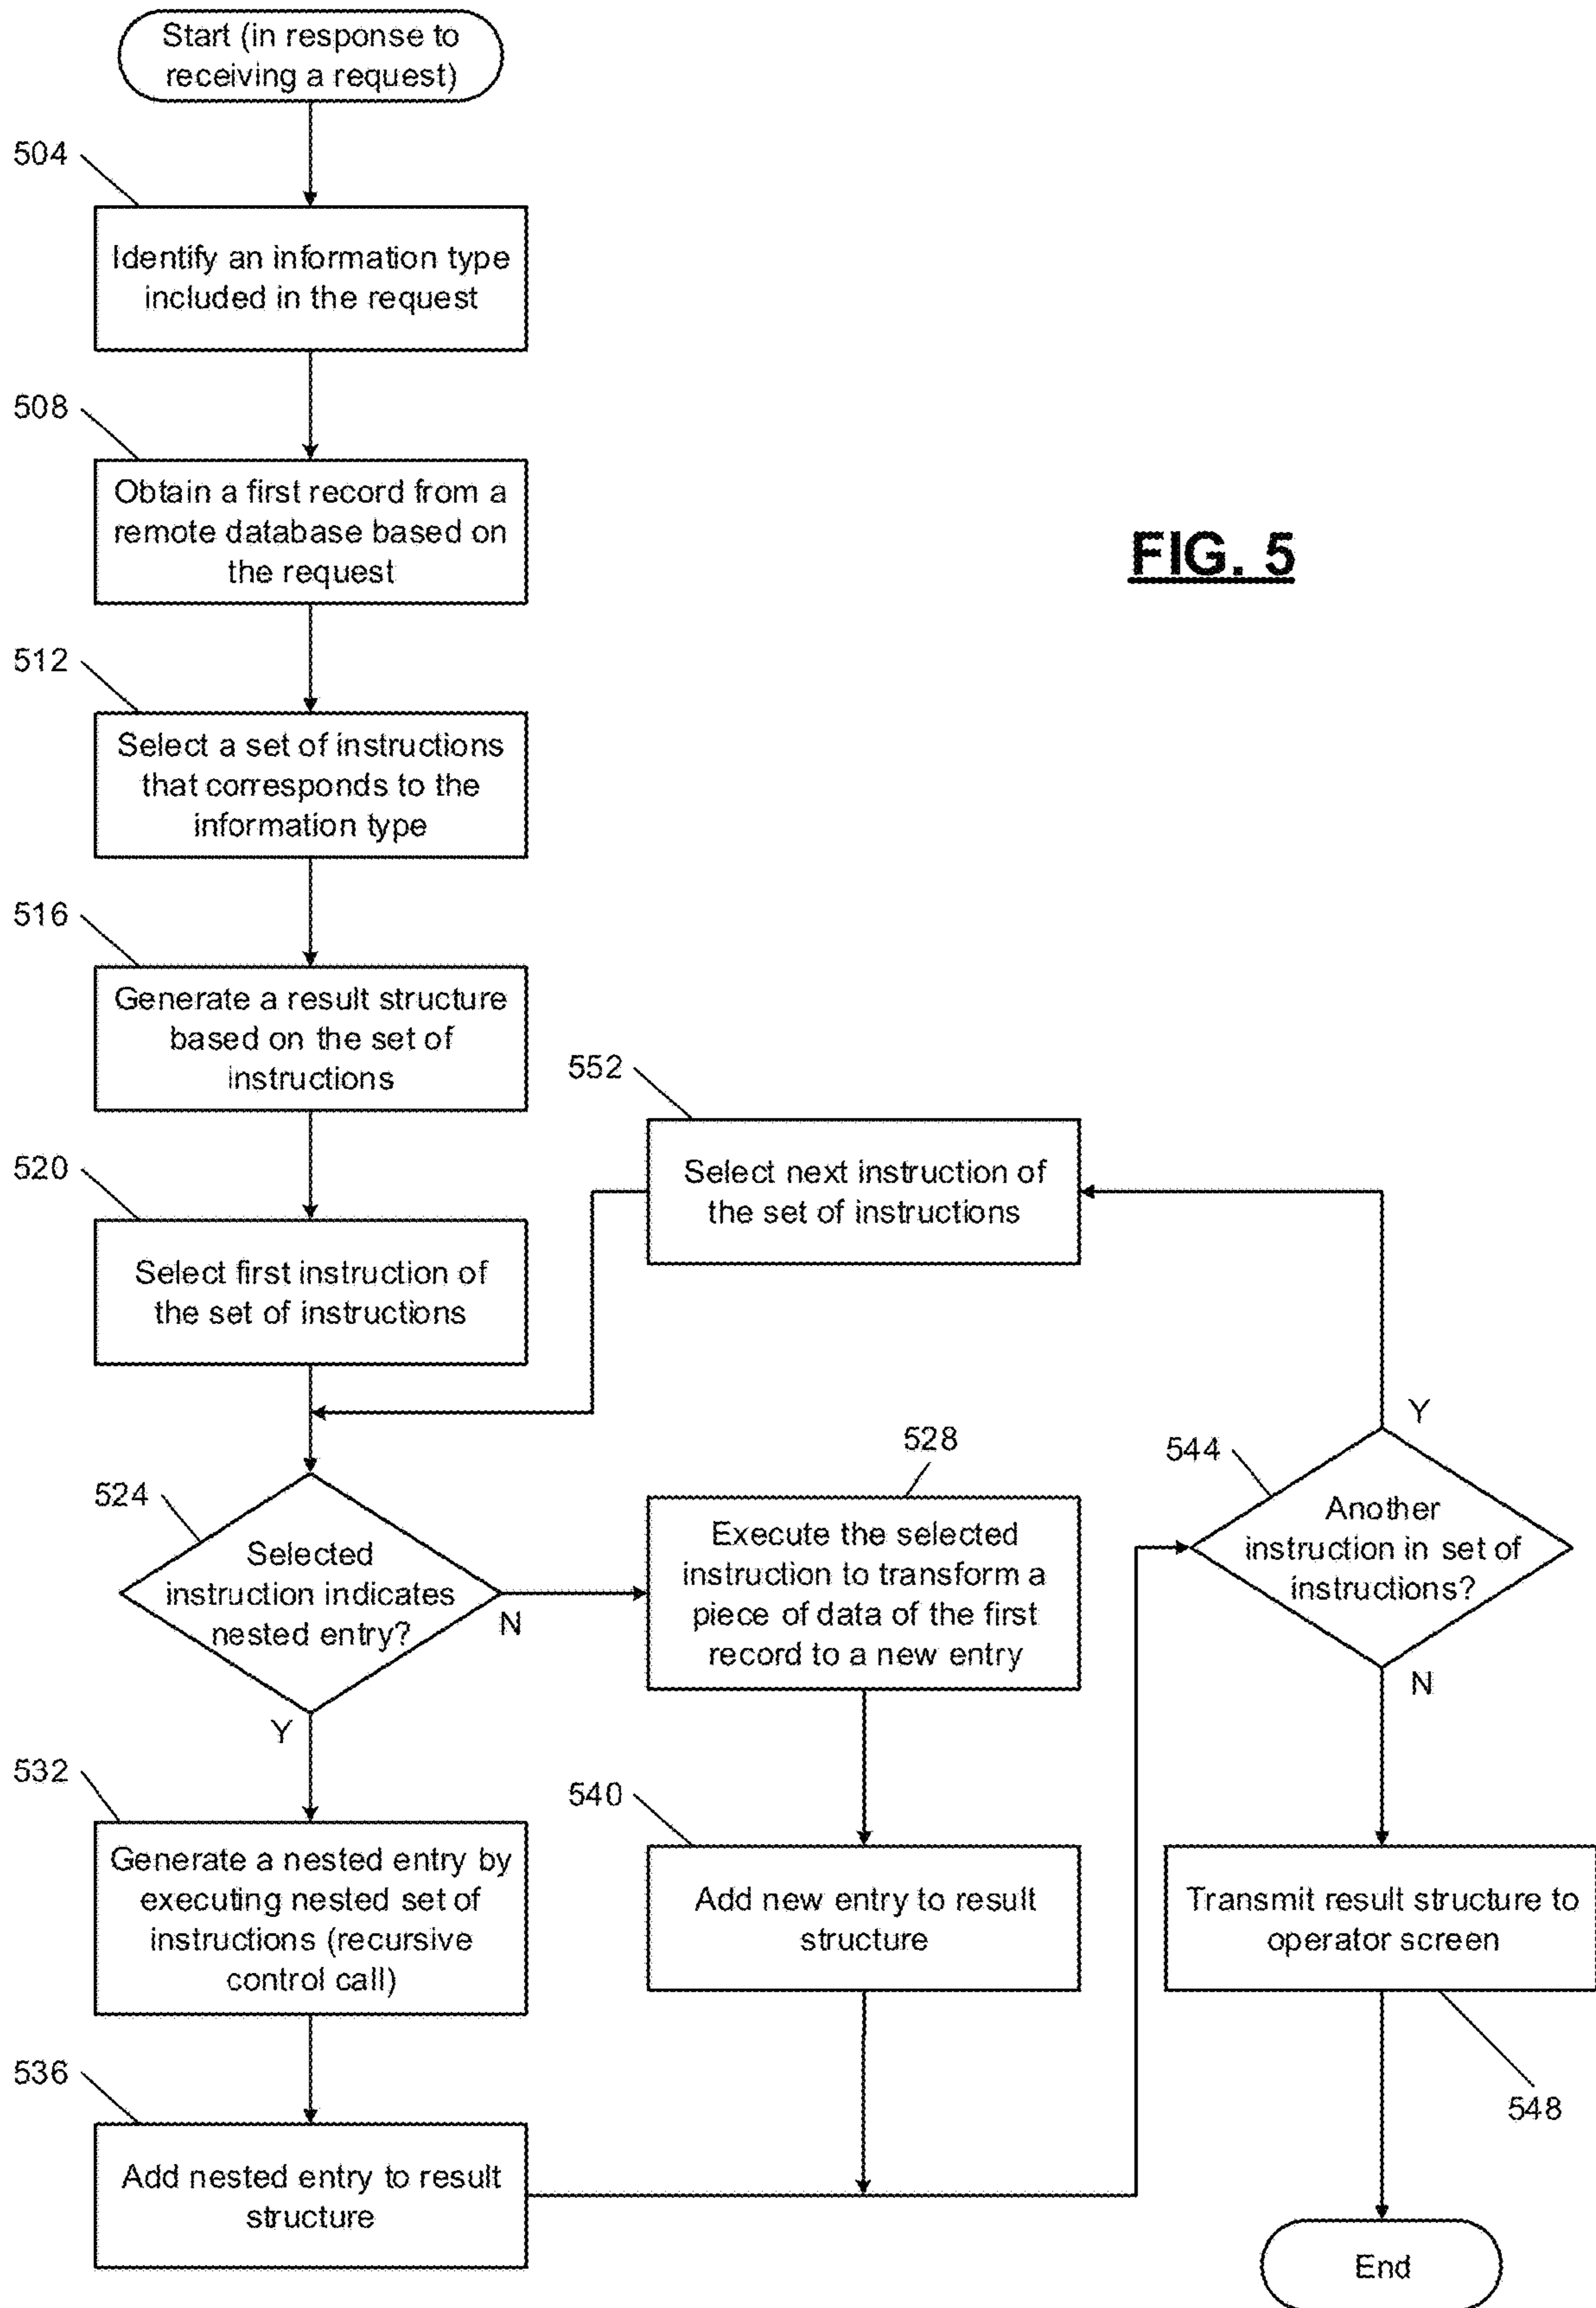 Start (in response to
receiving a request)
504
Identify an information type
included in the request
508
Obtain a first record from a
remote database based on
the request
FIG. 5
512
Select a set of instructions
that corresponds to the
information type
516
Generate a result structure
based on the set of
instructions
552
Select next instruction of
the set of instructions
520
Select first instruction of
the set of instructions
524
Selected
instruction indicates
nested entry?
N
Y
528
Execute the selected
instruction to transform a
piece of data of the first
record to a new entry
544
Another
instruction in set of
instructions?
Y
N
532
Generate a nested entry by
executing nested set of
instructions (recursive
control call)
540
Add new entry to result
structure
Transmit result structure to
operator screen
548
536
Add nested entry to result
structure
End